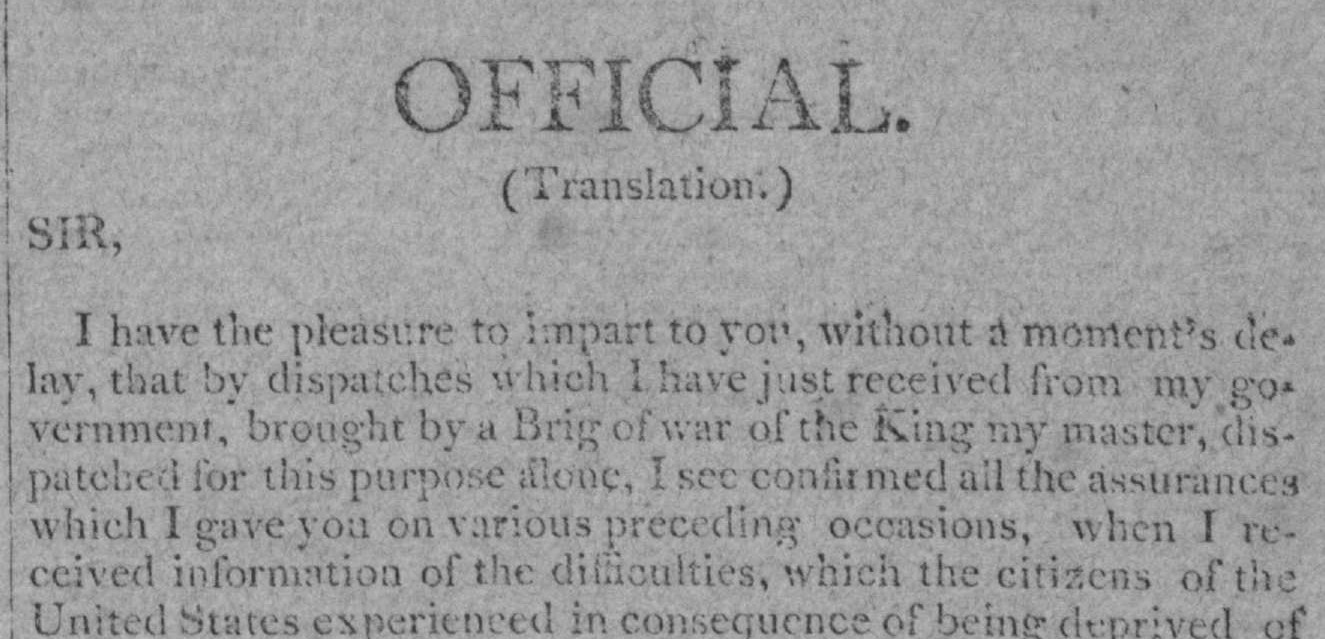 OFFICIAL.
(Translation.)
SIR,
I have the pleasure to impart to you, without a moment's de-
lay, that by dispatches which I have just received from my go-
vernment, brought by a Brig of war of the King my master, dis-
patched for this purpose alone, I see confirmed all the assurances
which I gave you on various preceding occasions, when I re-
ceived information of the difficulties, which the citizens of the
United States experienced in consequence of being deprived of